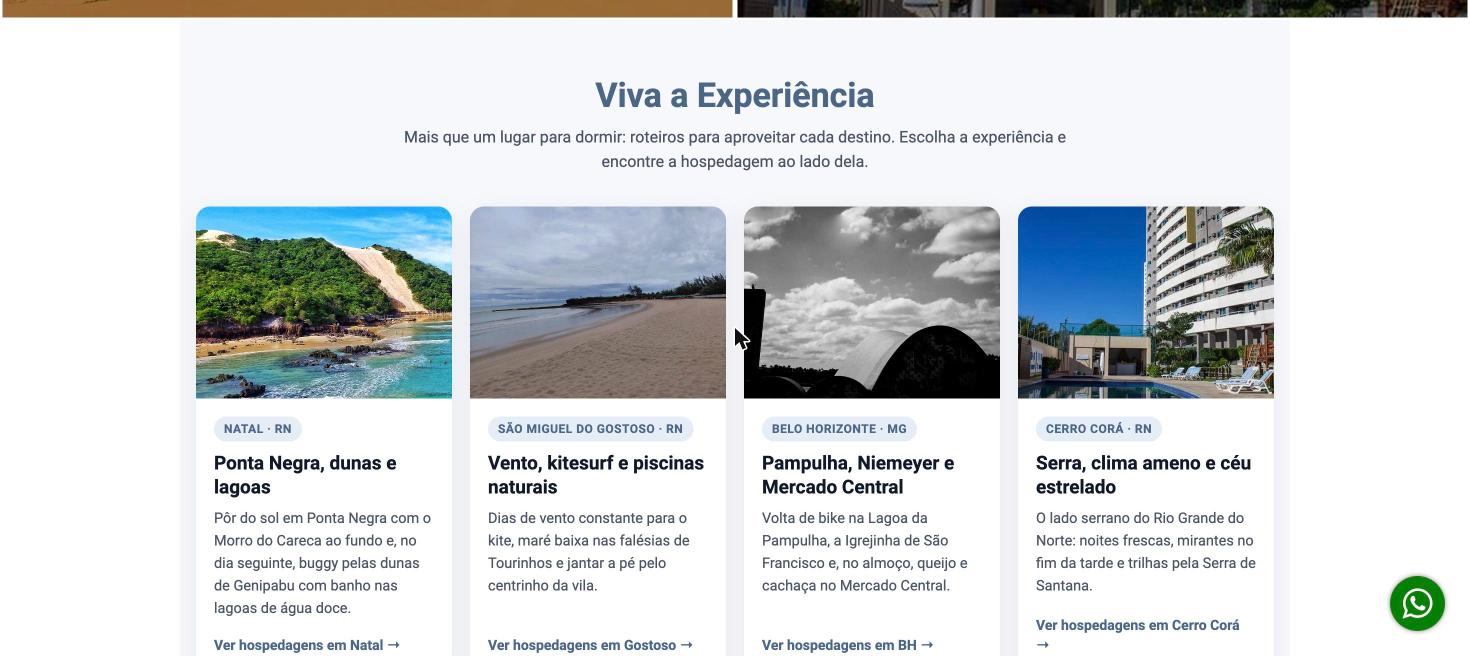 Viva a Experiência
Mais que um lugar para dormir: roteiros para aproveitar cada destino. Escolha a experiência e
encontre a hospedagem ao lado dela.
NATAL · RN
Ponta Negra, dunas e
lagoas
Pôr do sol em Ponta Negra com o
Morro do Careca ao fundo e, no
dia seguinte, buggy pelas dunas
de Genipabu com banho nas
lagoas de água doce.
Ver hospedagens em Natal →
SÃO MIGUEL DO GOSTOSO · RN
Vento, kitesurf e piscinas
naturais
Dias de vento constante para o
kite, maré baixa nas falésias de
Tourinhos e jantar a pé pelo
centrinho da vila.
Ver hospedagens em Gostoso →
BELO HORIZONTE · MG
Pampulha, Niemeyer e
Mercado Central
Volta de bike na Lagoa da
Pampulha, a Igrejinha de São
Francisco e, no almoço, queijo e
cachaça no Mercado Central.
Ver hospedagens em BH →
CERRO CORÁ · RN
Serra, clima ameno e céu
estrelado
O lado serrano do Rio Grande do
Norte: noites frescas, mirantes no
fim da tarde e trilhas pela Serra de
Santana.
Ver hospedagens em Cerro Corá
→